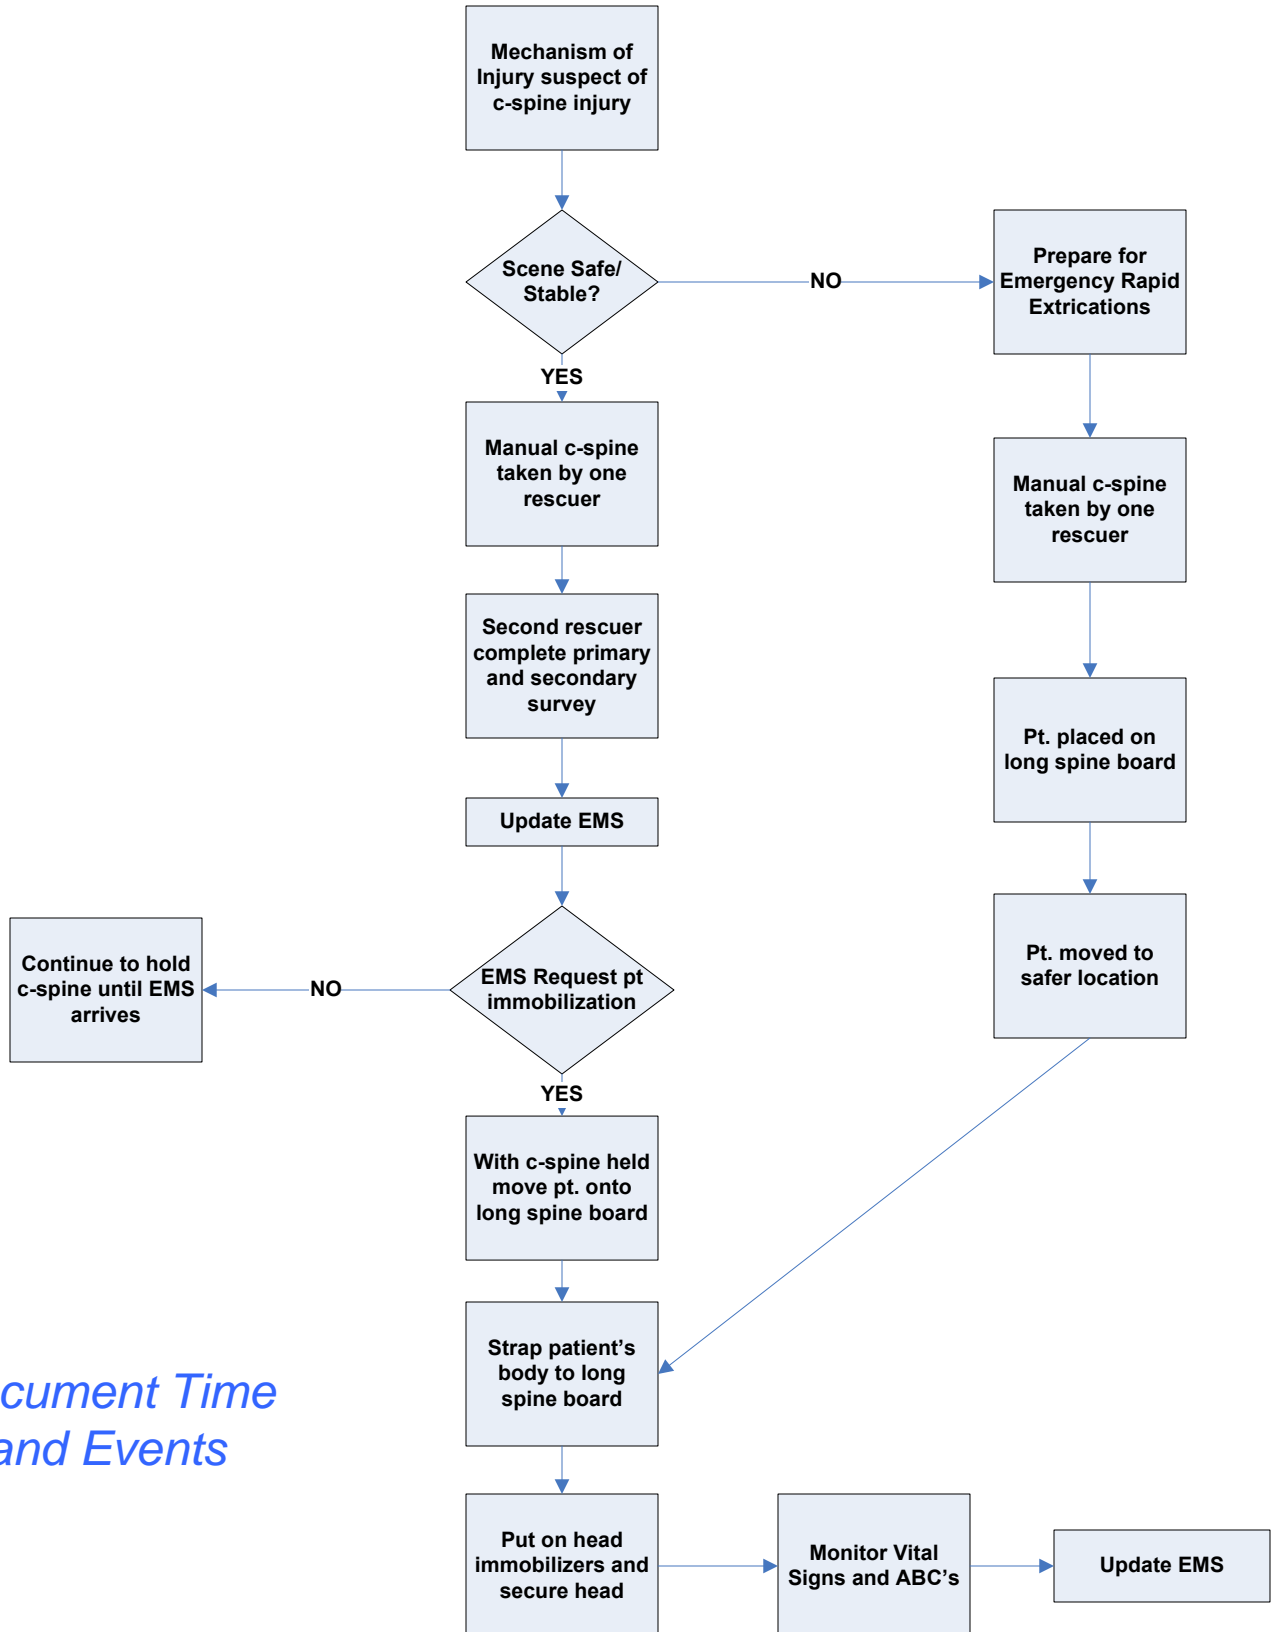 Mechanism of
Injury suspect of
c-spine injury
Scene Safe/
Stable?
NO
Prepare for
Emergency Rapid
Extrications
YES
Manual c-spine
taken by one
rescuer
Manual c-spine
taken by one
rescuer
Second rescuer
complete primary
and secondary
survey
Pt. placed on
long spine board
Update EMS
Continue to hold
c-spine until EMS
arrives
NO
EMS Request pt
immobilization
Pt. moved to
safer location
YES
With c-spine held
move pt. onto
long spine board
Strap patient’s
body to long
spine board
cument Time
and Events
Put on head
immobilizers and
secure head
Monitor Vital
Signs and ABC’s
Update EMS